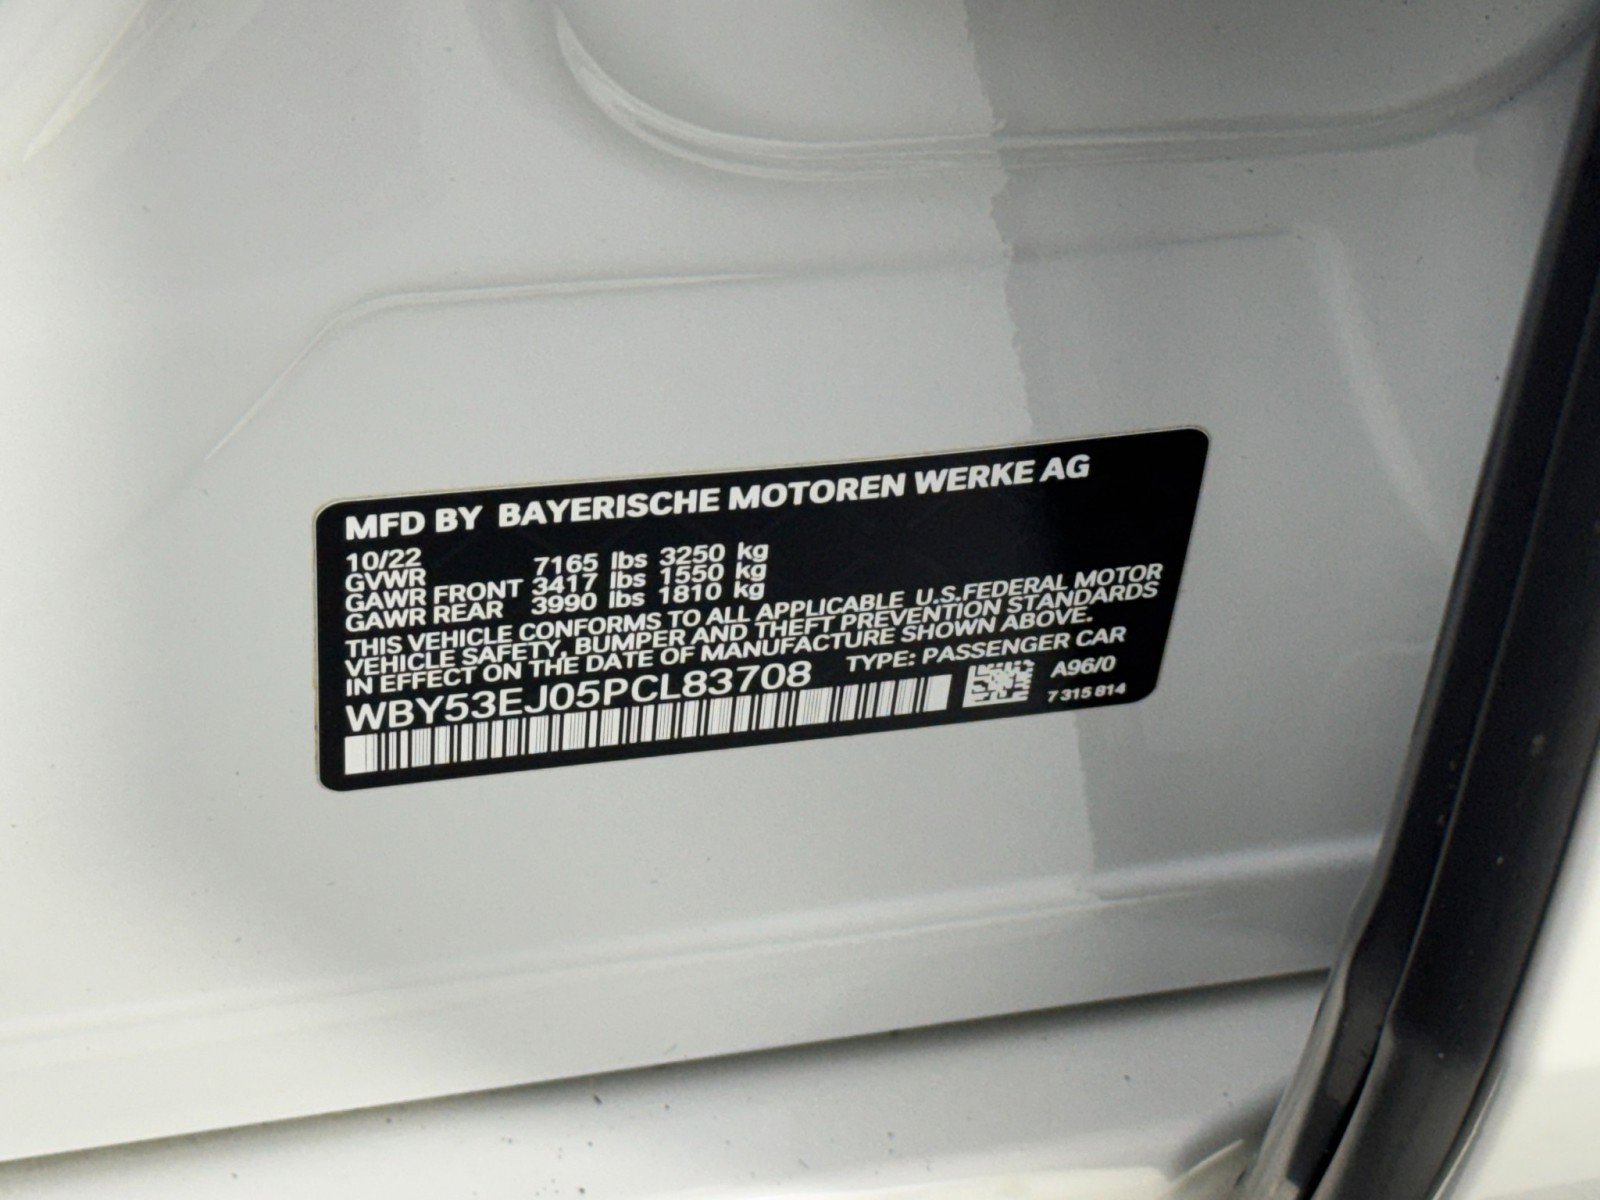 MFD BY BAYERISCHE MOTOREN WERKE AG
10/22
GVWR 7165 lbs 3250 kg
GAWR FRONT 3417 lbs 1550 kg
GAWR REAR 3990 lbs 1810 kg
THIS VEHICLE CONFORMS TO ALL APPLICABLE U.S.FEDERAL MOTOR
VEHICLE SAFETY, BUMPER AND THEFT PREVENTION STANDARDS
IN EFFECT ON THE DATE OF MANUFACTURE SHOWN ABOVE.
WBY53EJ05PCL83708 TYPE: PASSENGER CAR
A96/0
7 315 814